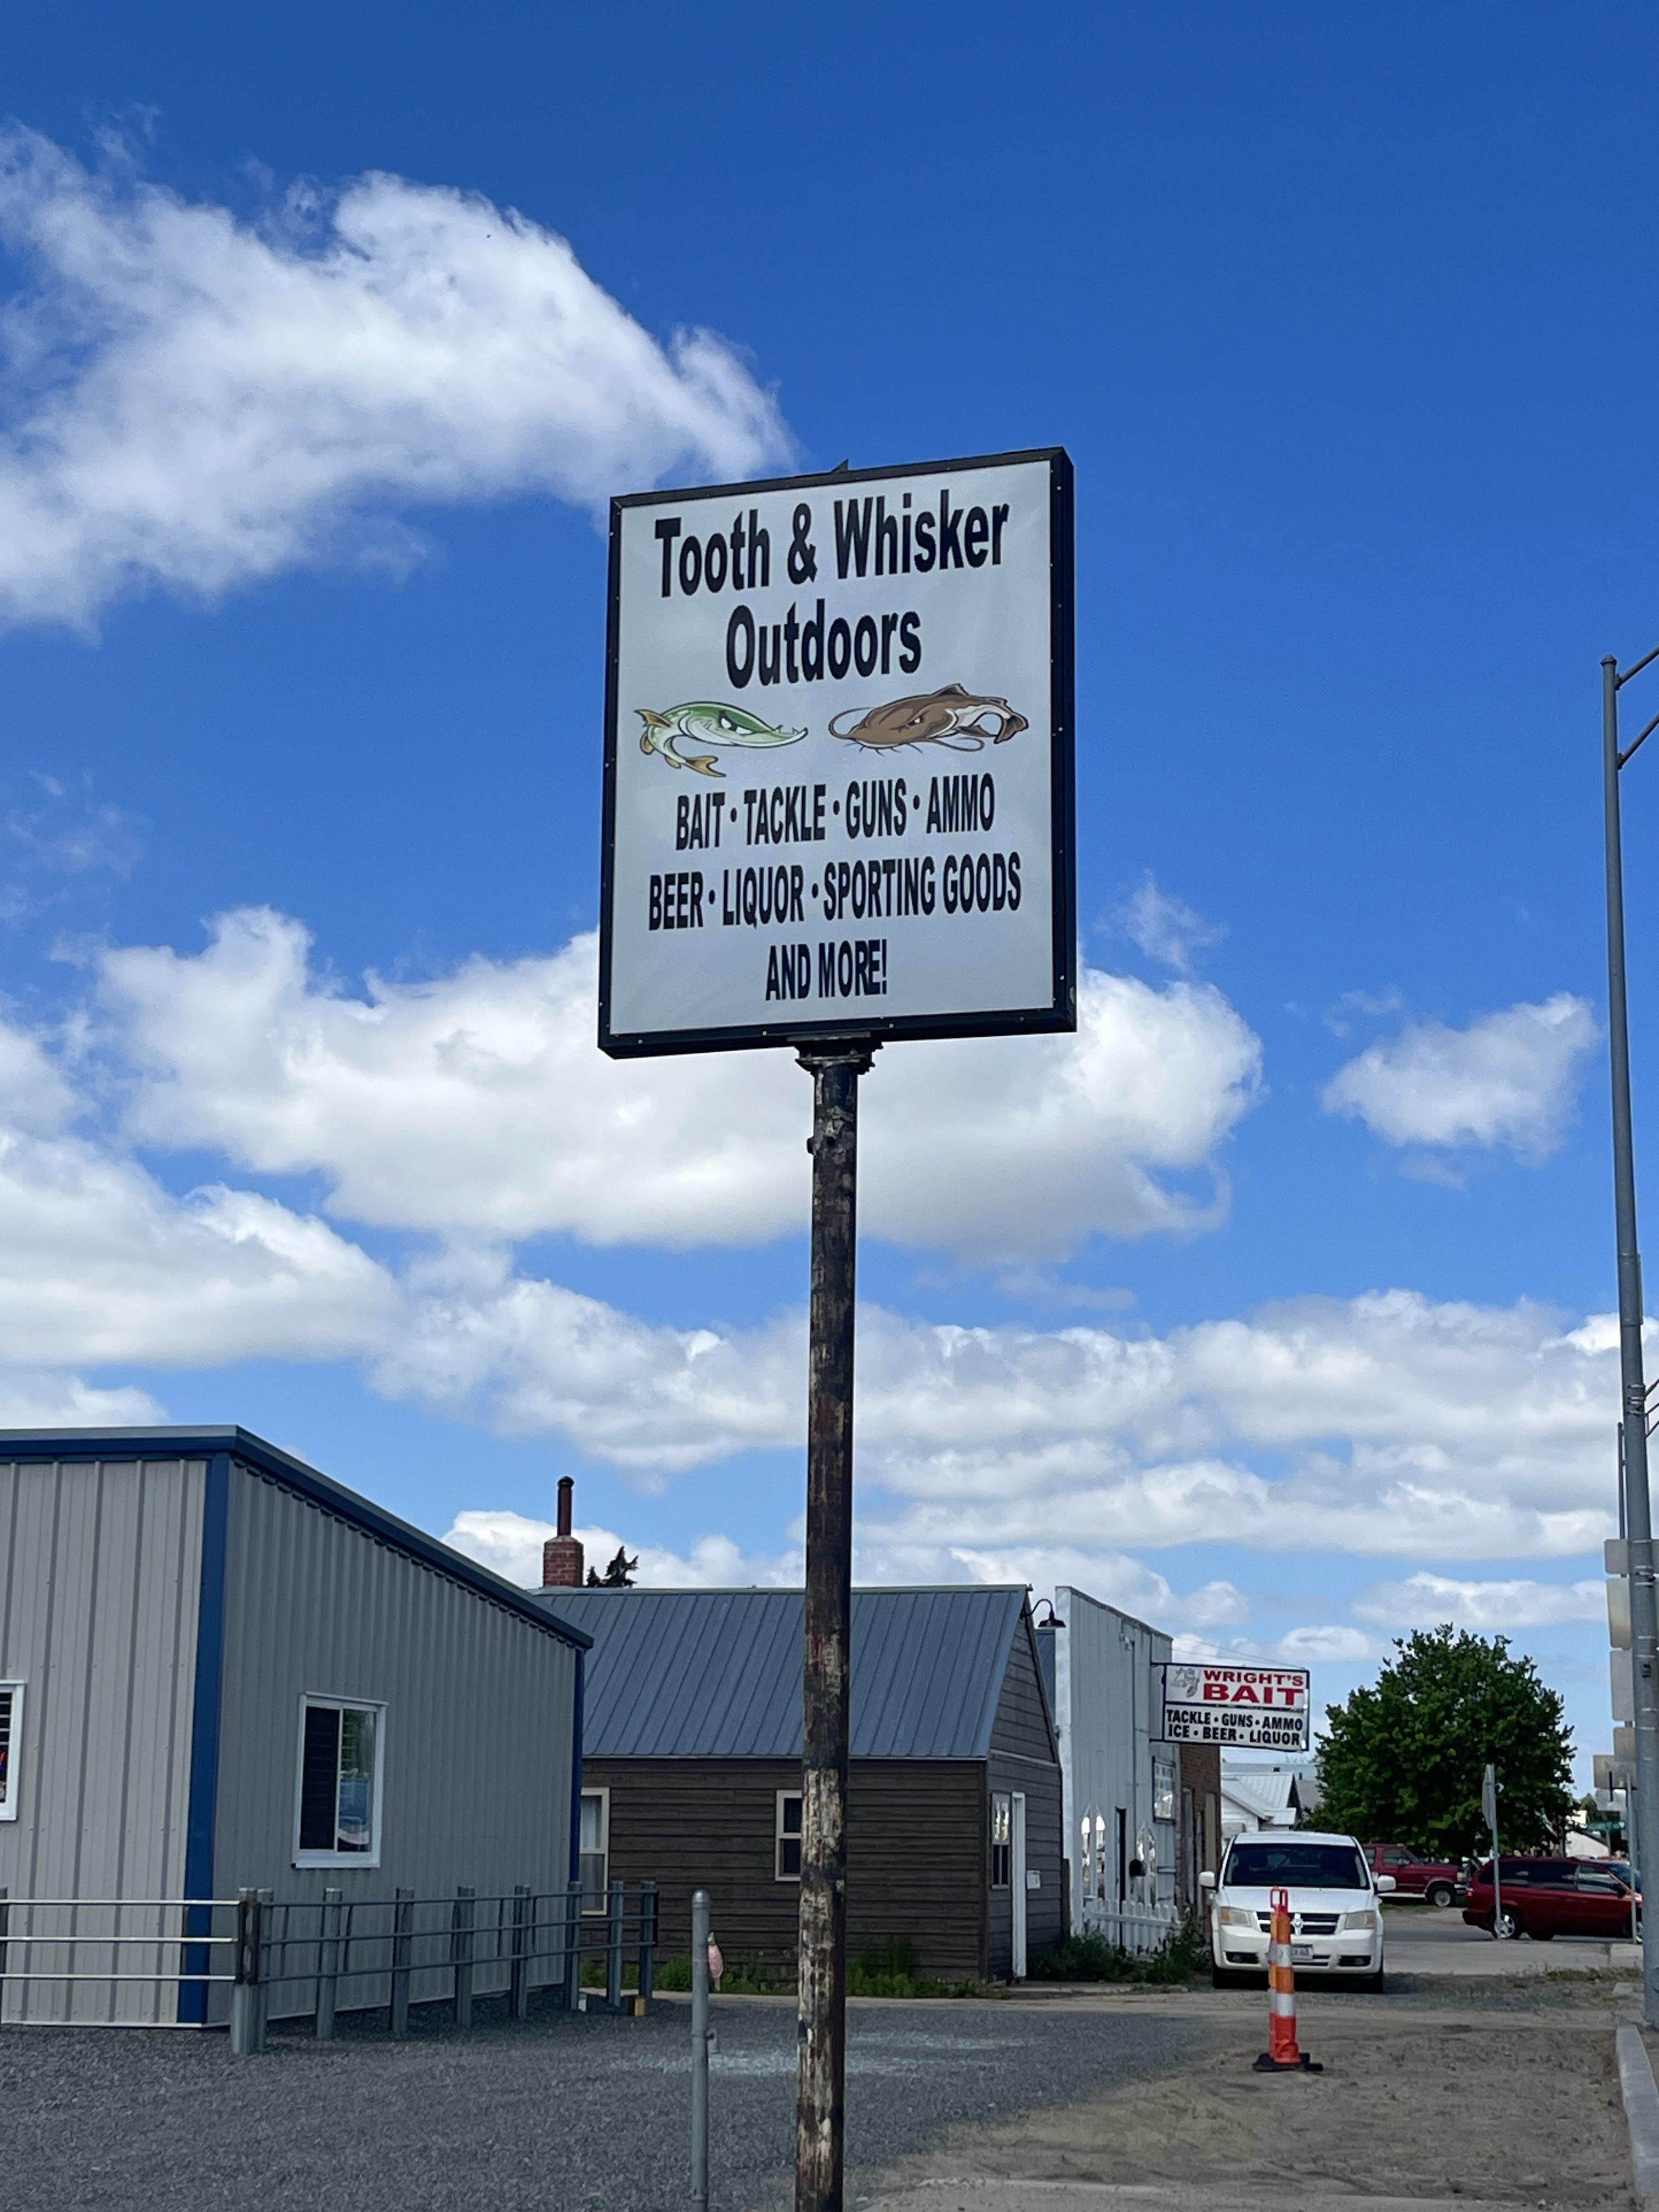 Tooth & Whisker
Outdoors
BAIT • TACKLE • GUNS • AMMO
BEER • LIQUOR • SPORTING GOODS
AND MORE!
WRIGHT'S
BAIT
TACKLE • GUNS • AMMO
ICE • BEER • LIQUOR